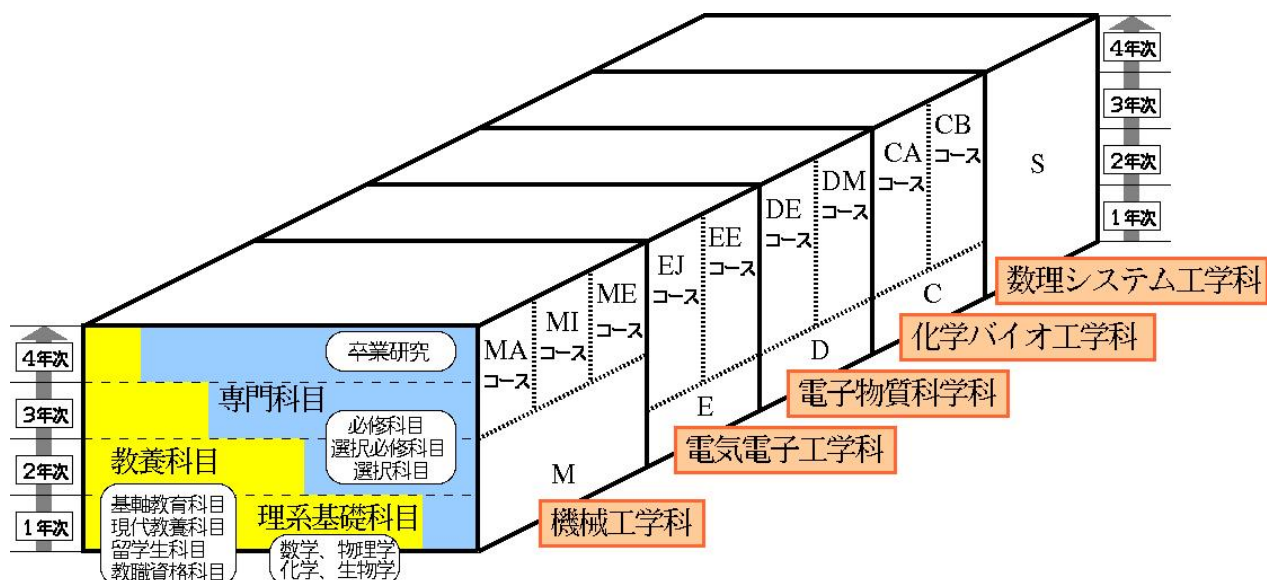 4年次
3年次
2年次
1年次
CB
コース
CA
コース
S
DM
コース
DE
コース
EE
コース
EJ
コース
ME
コース
MI
コース
MA
コース
C
D
E
M
数理システム工学科
化学バイオ工学科
電子物質科学科
電気電子工学科
機械工学科
4年次
3年次
2年次
1年次
卒業研究
専門科目
必修科目
選択必修科目
選択科目
教養科目
基軸教育科目
現代教養科目
留学生科目
教職資格科目
理系基礎科目
数学、物理学
化学、生物学